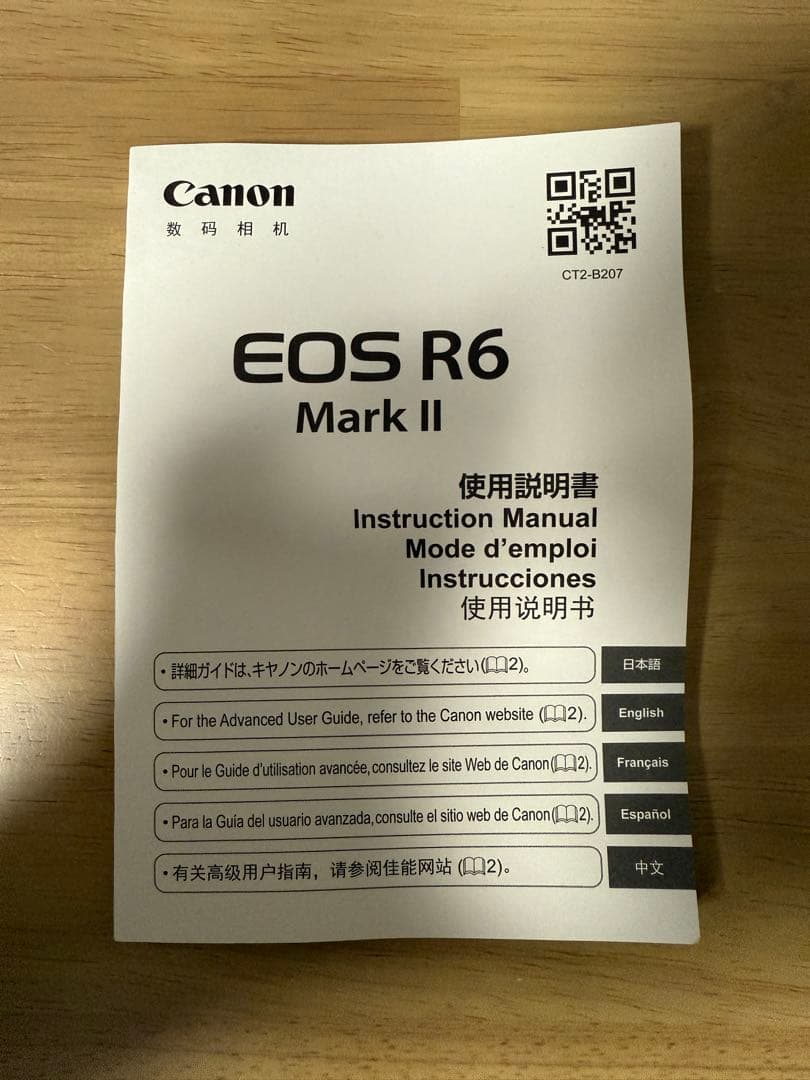 Canon
数码相机
CT2-B207
EOS R6
Mark II
使用説明書
Instruction Manual
Mode d'emploi
Instrucciones
使用说明书
・詳細ガイドは、キヤノンのホームページをご覧ください(2)。
日本語
• For the Advanced User Guide, refer to the Canon website (2).
English
• Pour le Guide d'utilisation avancée, consultez le site Web de Canon (2).
Français
• Para la Guía del usuario avanzada, consulte el sitio web de Canon (2).
Español
• 有关高级用户指南，请参阅佳能网站 (2)。
中文